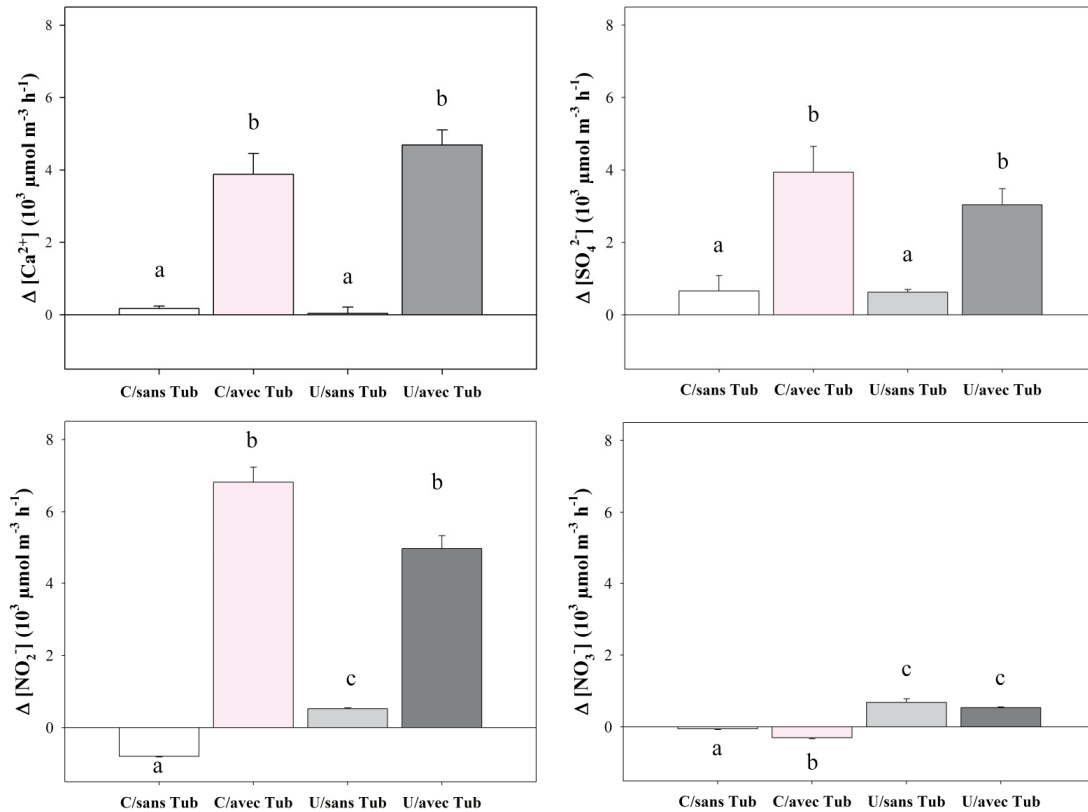 Δ [Ca²⁺] (10³ µmol m⁻³ h⁻¹)
8
6
4
2
0
a
b
a
b
C/sans Tub C/avec Tub U/sans Tub U/avec Tub
Δ [SO₄²⁻] (10³ µmol m⁻³ h⁻¹)
8
6
4
2
0
a
b
a
b
C/sans Tub C/avec Tub U/sans Tub U/avec Tub
Δ [NO₂⁻] (10³ µmol m⁻³ h⁻¹)
8
6
4
2
0
a
b
c
b
C/sans Tub C/avec Tub U/sans Tub U/avec Tub
Δ [NO₃⁻] (10³ µmol m⁻³ h⁻¹)
8
6
4
2
0
a
b
c
c
C/sans Tub C/avec Tub U/sans Tub U/avec Tub